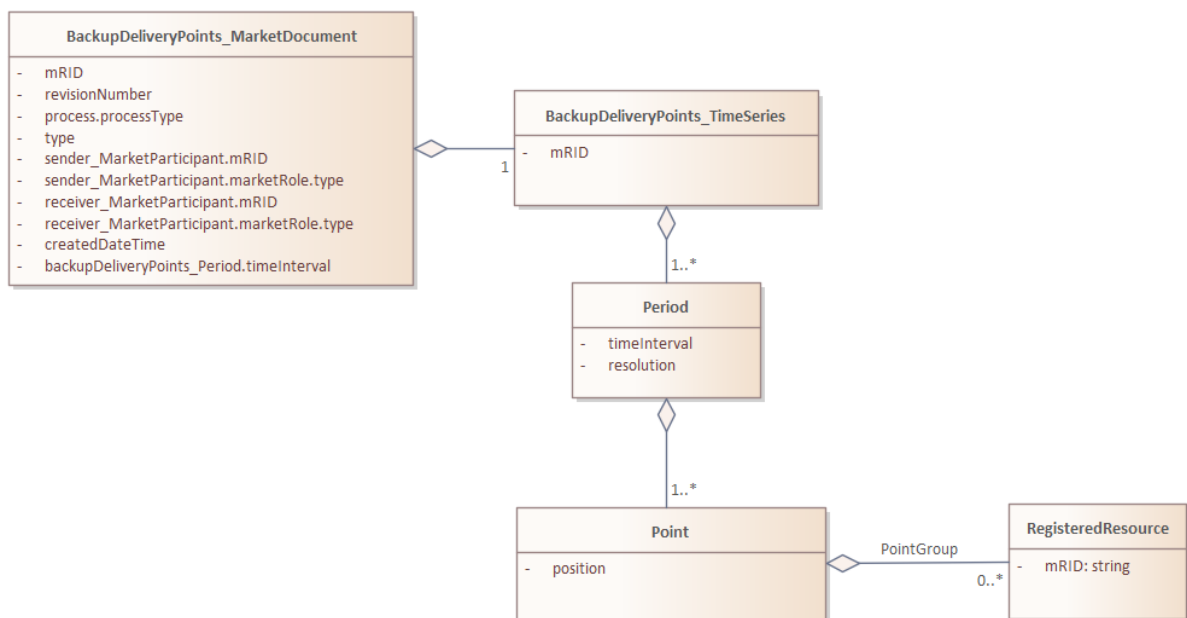 BackupDeliveryPoints_MarketDocument
- mRID
- revisionNumber
- process.processType
- type
- sender_MarketParticipant.mRID
- sender_MarketParticipant.marketRole.type
- receiver_MarketParticipant.mRID
- receiver_MarketParticipant.marketRole.type
- createdDateTime
- backupDeliveryPoints_Period.timeInterval
1
BackupDeliveryPoints_TimeSeries
- mRID
1..*
Period
- timeInterval
- resolution
1..*
Point
- position
PointGroup
0..*
RegisteredResource
- mRID: string